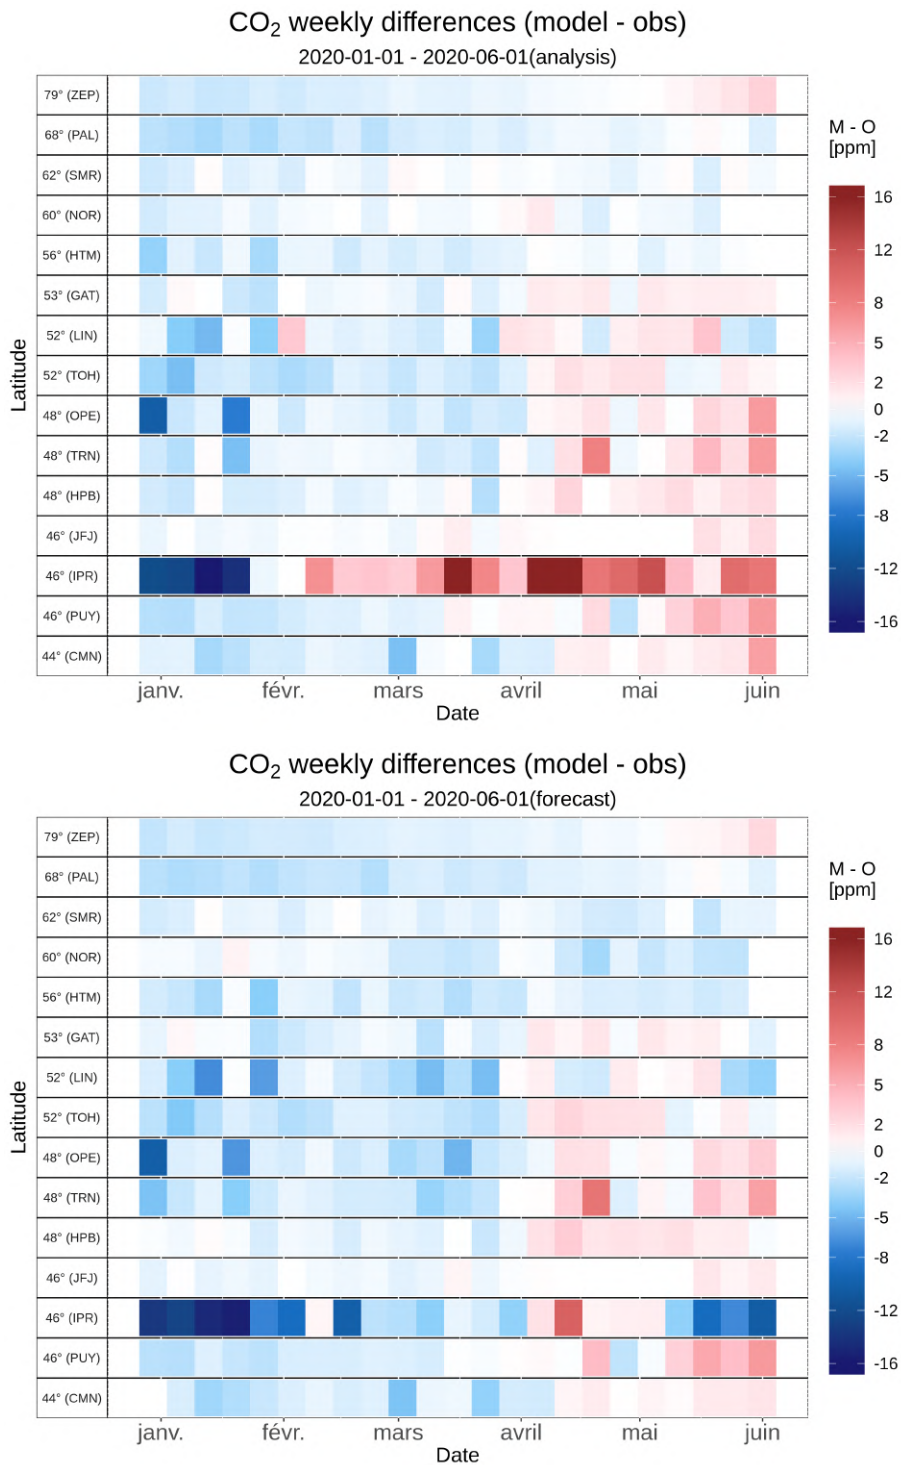 CO₂ weekly differences (model - obs)
2020-01-01 - 2020-06-01(analysis)
Latitude
79° (ZEP)
68° (PAL)
62° (SMR)
60° (NOR)
56° (HTM)
53° (GAT)
52° (LIN)
52° (TOH)
48° (OPE)
48° (TRN)
48° (HPB)
46° (JFJ)
46° (IPR)
46° (PUY)
44° (CMN)
janv. févr. mars avril mai juin
Date
M - O
[ppm]
16
12
8
5
2
0
-2
-5
-8
-12
-16
CO₂ weekly differences (model - obs)
2020-01-01 - 2020-06-01(forecast)
Latitude
79° (ZEP)
68° (PAL)
62° (SMR)
60° (NOR)
56° (HTM)
53° (GAT)
52° (LIN)
52° (TOH)
48° (OPE)
48° (TRN)
48° (HPB)
46° (JFJ)
46° (IPR)
46° (PUY)
44° (CMN)
janv. févr. mars avril mai juin
Date
M - O
[ppm]
16
12
8
5
2
0
-2
-5
-8
-12
-16